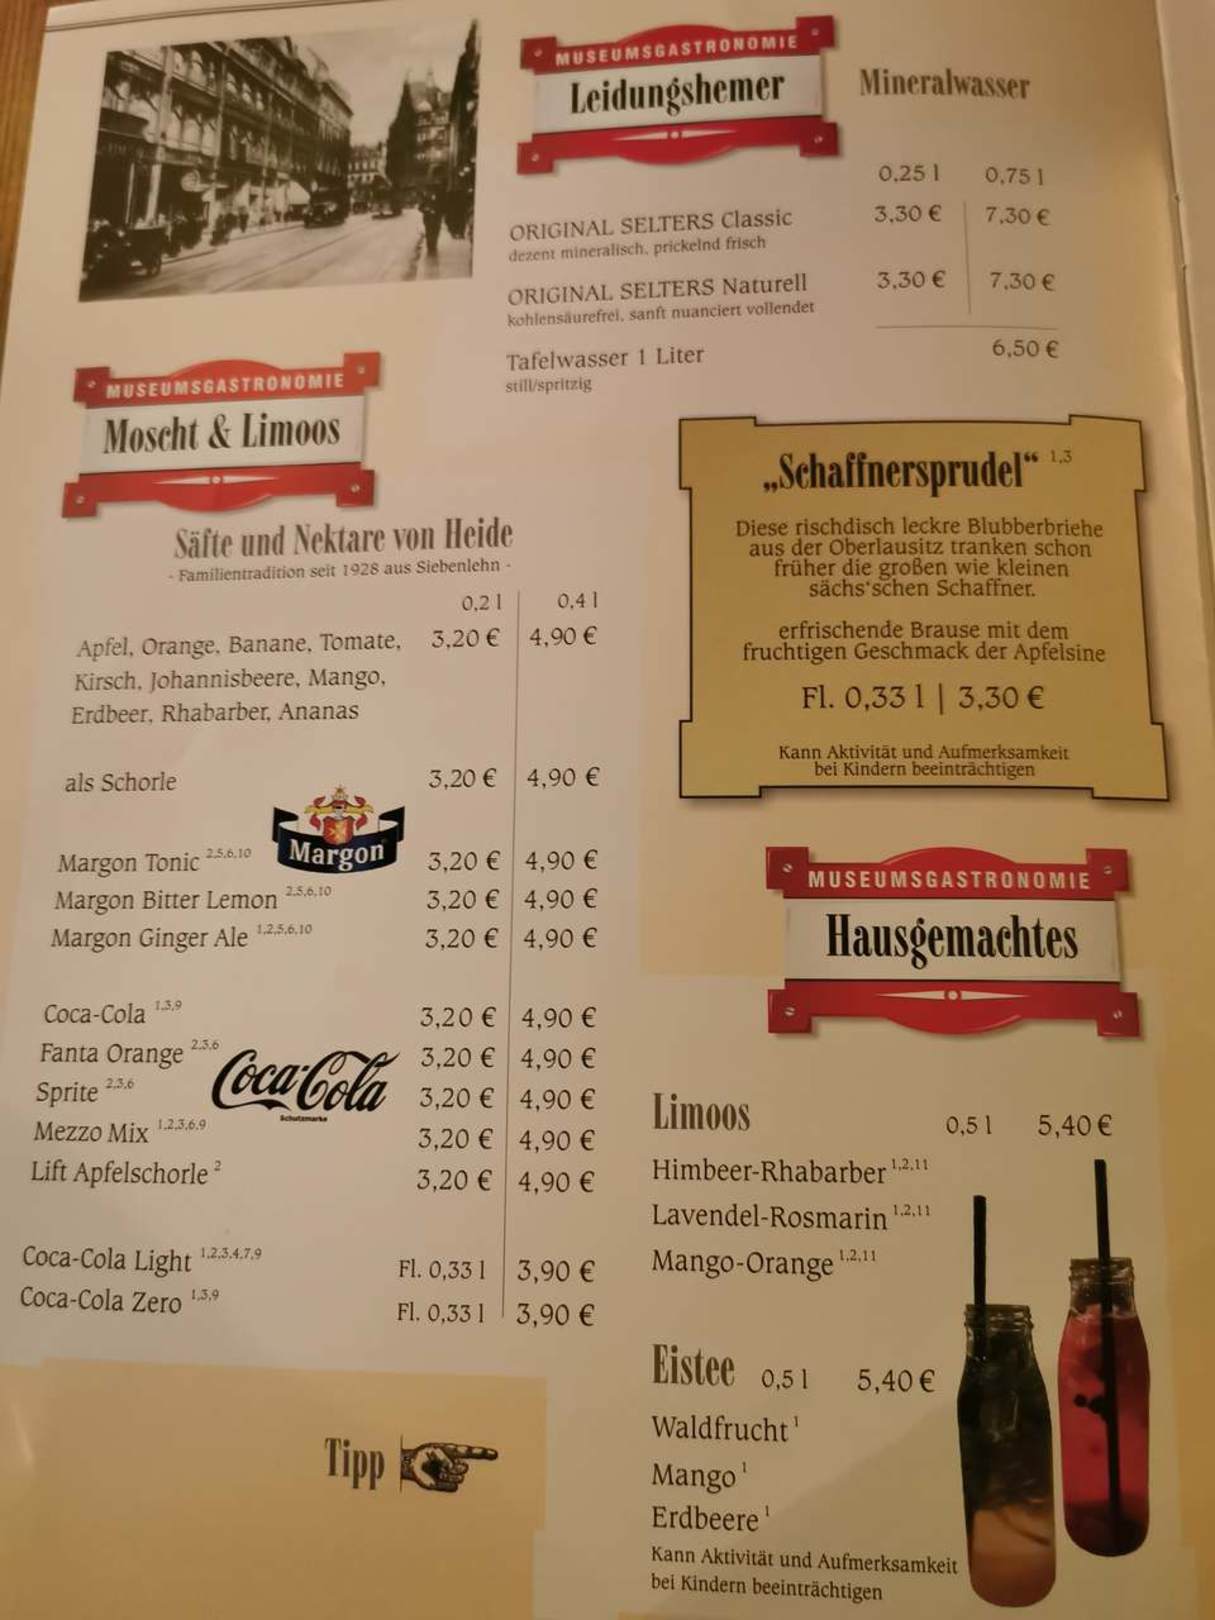 MUSEUMSGASTRONOMIE
Leidungshemer
Mineralwasser
0,25 l 0,75 l
ORIGINAL SELTERS Classic 3,30 € 7,30 €
dezent mineralisch, prickelnd frisch
ORIGINAL SELTERS Naturell 3,30 € 7,30 €
kohlensäurefrei, sanft nuanciert vollendet
Tafelwasser 1 Liter 6,50 €
still/spritzig
MUSEUMSGASTRONOMIE
Moscht & Limoos
Säfte und Nektare von Heide
- Familientradition seit 1928 aus Siebenlehn -
0,2 l 0,4 l
Apfel, Orange, Banane, Tomate, 3,20 € 4,90 €
Kirsch, Johannisbeere, Mango,
Erdbeer, Rhabarber, Ananas
als Schorle 3,20 € 4,90 €
Margon
Margon Tonic 2,5,6,10 3,20 € 4,90 €
Margon Bitter Lemon 2,5,6,10 3,20 € 4,90 €
Margon Ginger Ale 1,2,5,6,10 3,20 € 4,90 €
Coca-Cola 1,3,9 3,20 € 4,90 €
Fanta Orange 2,3,6 3,20 € 4,90 €
Sprite 2,3,6 3,20 € 4,90 €
Mezzo Mix 1,2,3,6,9 3,20 € 4,90 €
Lift Apfelschorle 2 3,20 € 4,90 €
Coca-Cola
Schutzmarke
Coca-Cola Light 1,2,3,4,7,9 Fl. 0,33 l 3,90 €
Coca-Cola Zero 1,3,9 Fl. 0,33 l 3,90 €
Tipp
„Schaffnersprudel“ 1,3
Diese rischdisch leckre Blubberbriehe
aus der Oberlausitz tranken schon
früher die großen wie kleinen
sächs'schen Schaffner.
erfrischende Brause mit dem
fruchtigen Geschmack der Apfelsine
Fl. 0,33 l | 3,30 €
Kann Aktivität und Aufmerksamkeit
bei Kindern beeinträchtigen
MUSEUMSGASTRONOMIE
Hausgemachtes
Limoos 0,5 l 5,40 €
Himbeer-Rhabarber 1,2,11
Lavendel-Rosmarin 1,2,11
Mango-Orange 1,2,11
Eistee 0,5 l 5,40 €
Waldfrucht 1
Mango 1
Erdbeere 1
Kann Aktivität und Aufmerksamkeit
bei Kindern beeinträchtigen